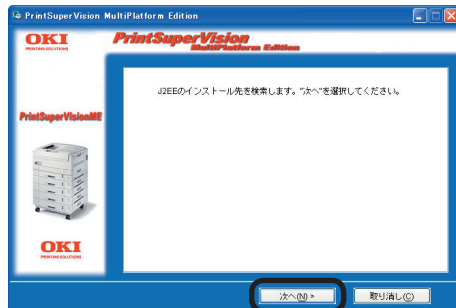 PrintSuperVision MultiPlatform Edition
OKI
PRINTING SOLUTIONS
PrintSuperVision
MultiPlatform Edition
J2EEのインストール先を検索します。"次へ"を選択してください。
PrintSuperVisionME
OKI
PRINTING SOLUTIONS
次へ(N) >
取り消し(C)